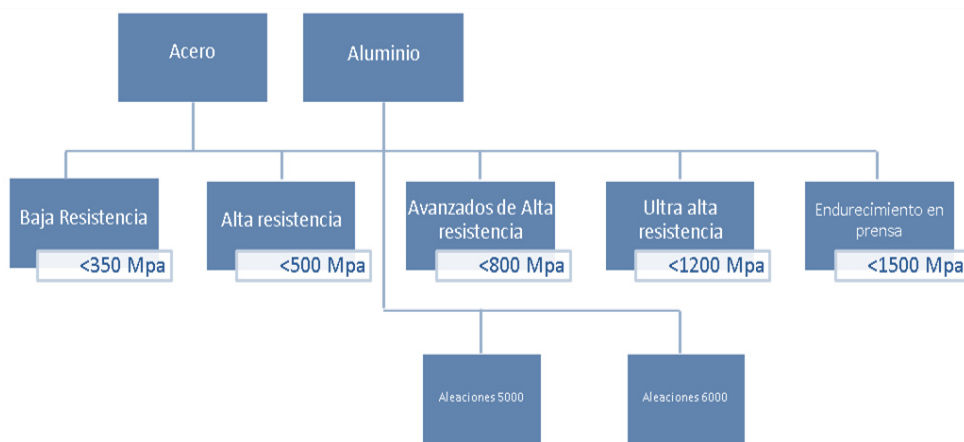 Acero
Aluminio
Baja Resistencia
<350 Mpa
Alta resistencia
<500 Mpa
Avanzados de Alta
resistencia
<800 Mpa
Ultra alta
resistencia
<1200 Mpa
Endurecimiento en
prensa
<1500 Mpa
Aleaciones 5000
Aleaciones 6000